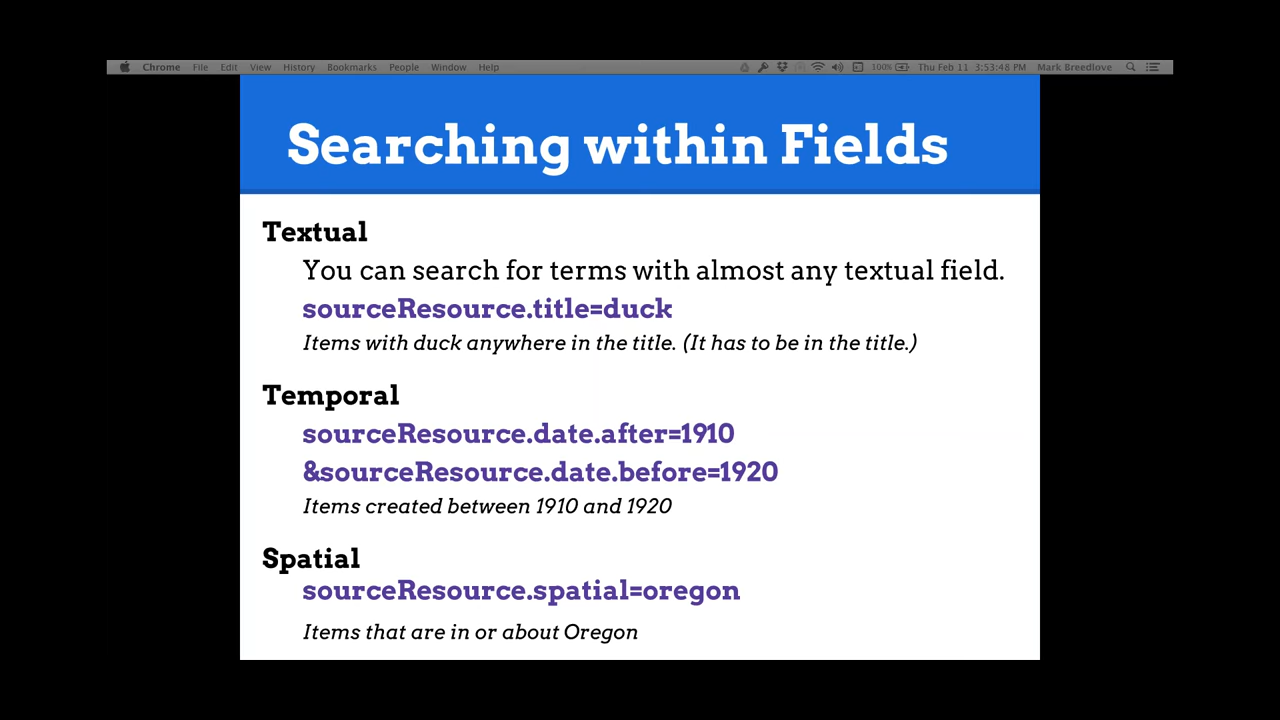 Chrome File Edit View History Bookmarks People Window Help 100% Thu Feb 11 3:53:48 PM Mark Breedlove
Searching within Fields
Textual
You can search for terms with almost any textual field.
sourceResource.title=duck
Items with duck anywhere in the title. (It has to be in the title.)
Temporal
sourceResource.date.after=1910
&sourceResource.date.before=1920
Items created between 1910 and 1920
Spatial
sourceResource.spatial=oregon
Items that are in or about Oregon